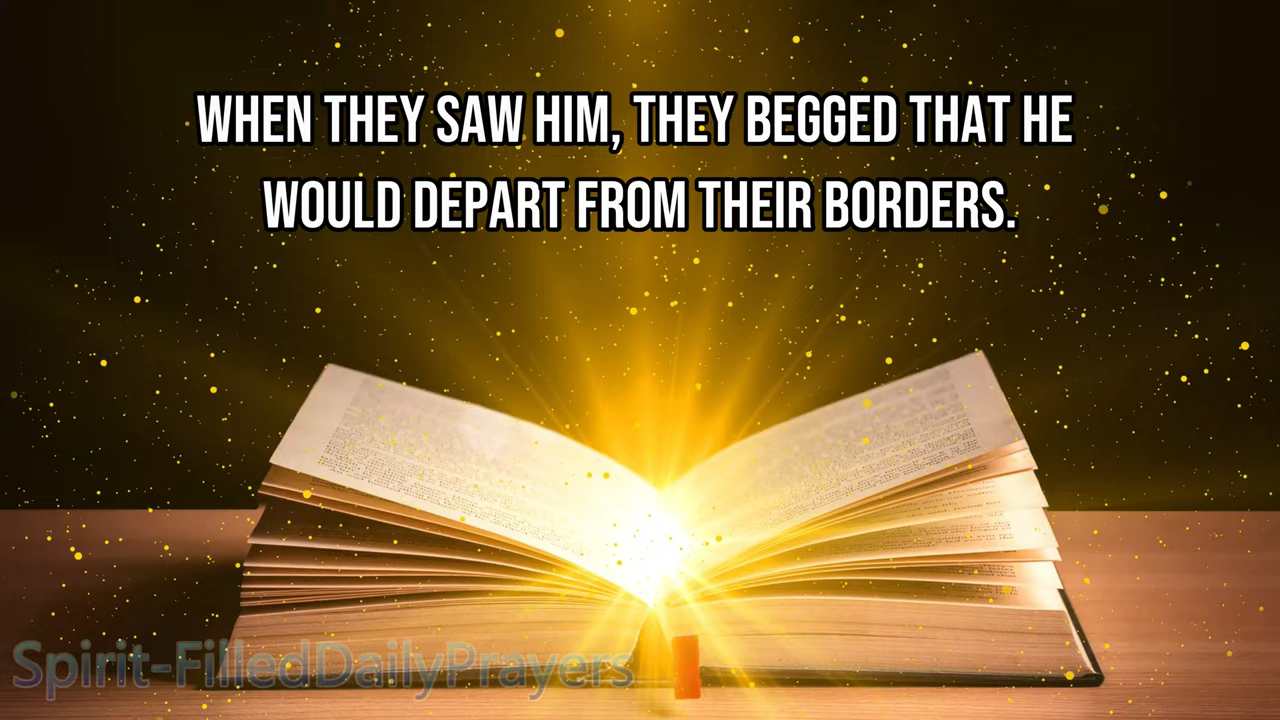 WHEN THEY SAW HIM, THEY BEGGED THAT HE
WOULD DEPART FROM THEIR BORDERS.
Spirit-FilledDailyPrayers